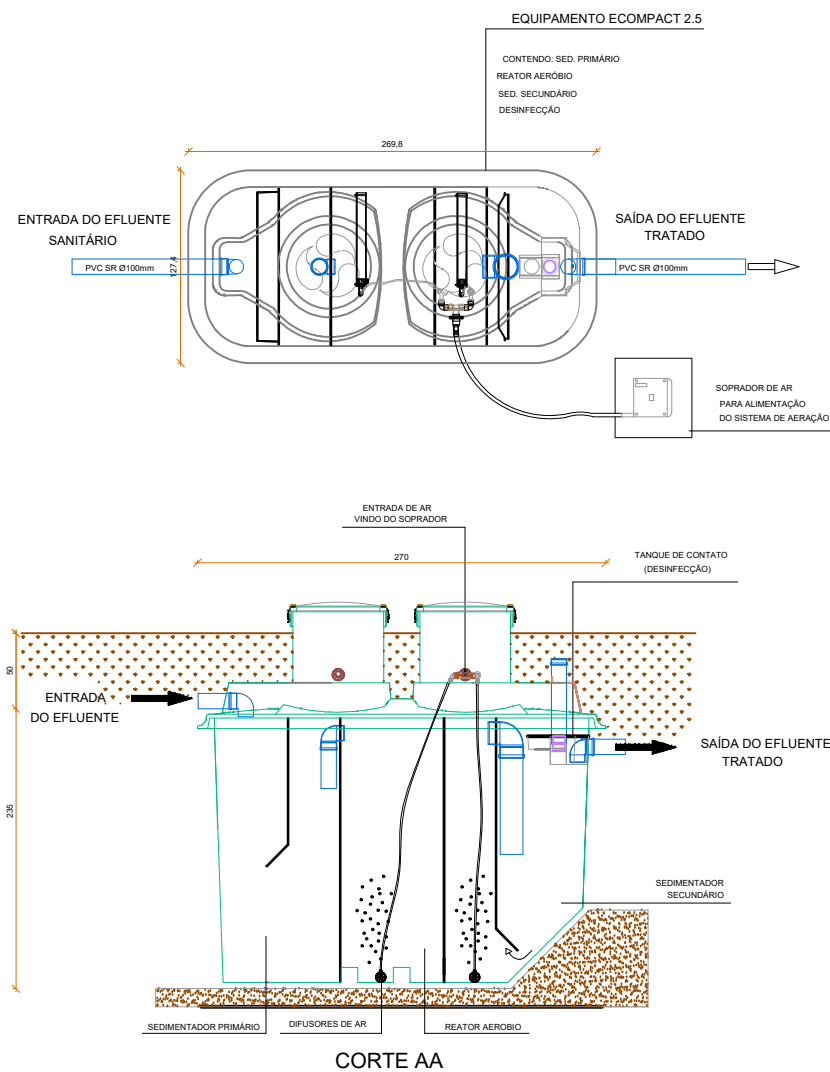 EQUIPAMENTO ECOMPACT 2.5
CONTENDO: SED. PRIMÁRIO
REATOR AERÓBIO
SED. SECUNDÁRIO
DESINFECÇÃO
269,8
ENTRADA DO EFLUENTE
SANITÁRIO
SAÍDA DO EFLUENTE
TRATADO
PVC SR Ø100mm
127,4
PVC SR Ø100mm
SOPRADOR DE AR
PARA ALIMENTAÇÃO
DO SISTEMA DE AERAÇÃO
ENTRADA DE AR
VINDO DO SOPRADOR
270
TANQUE DE CONTATO
(DESINFECÇÃO)
50
ENTRADA
DO EFLUENTE
SAÍDA DO EFLUENTE
TRATADO
235
SEDIMENTADOR
SECUNDÁRIO
SEDIMENTADOR PRIMÁRIO
DIFUSORES DE AR
REATOR AEROBIO
CORTE AA